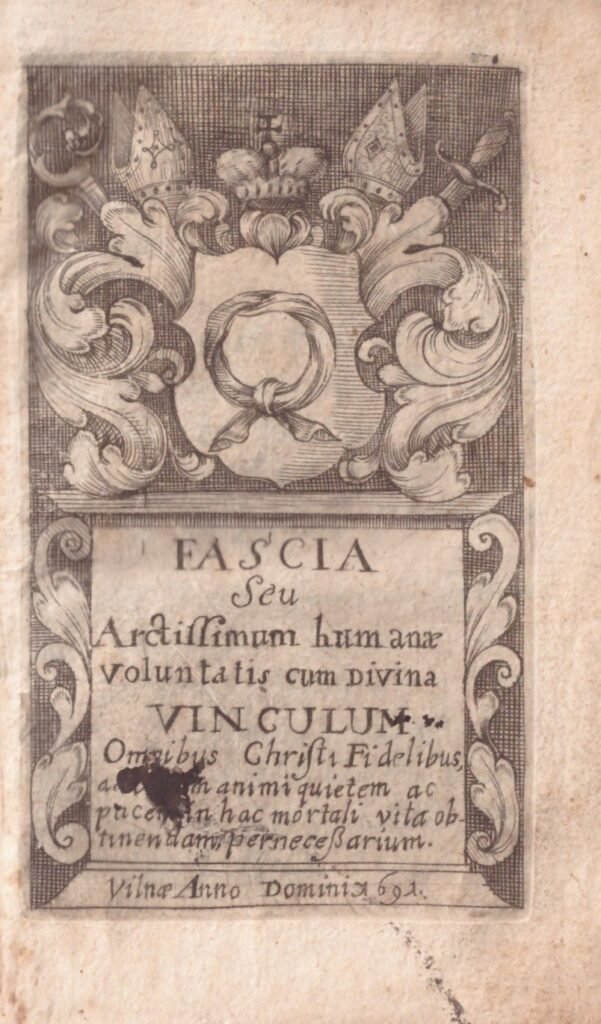 FASCIA
Seu
Arctissimum humanæ
voluntatis cum Divina
VINCULUM
Omnibus Christi Fidelibus,
animi quietem ac
pacem in hac mortali vita ob-
tinendam, perneceßarium.
Vilnæ Anno Domini 1691.